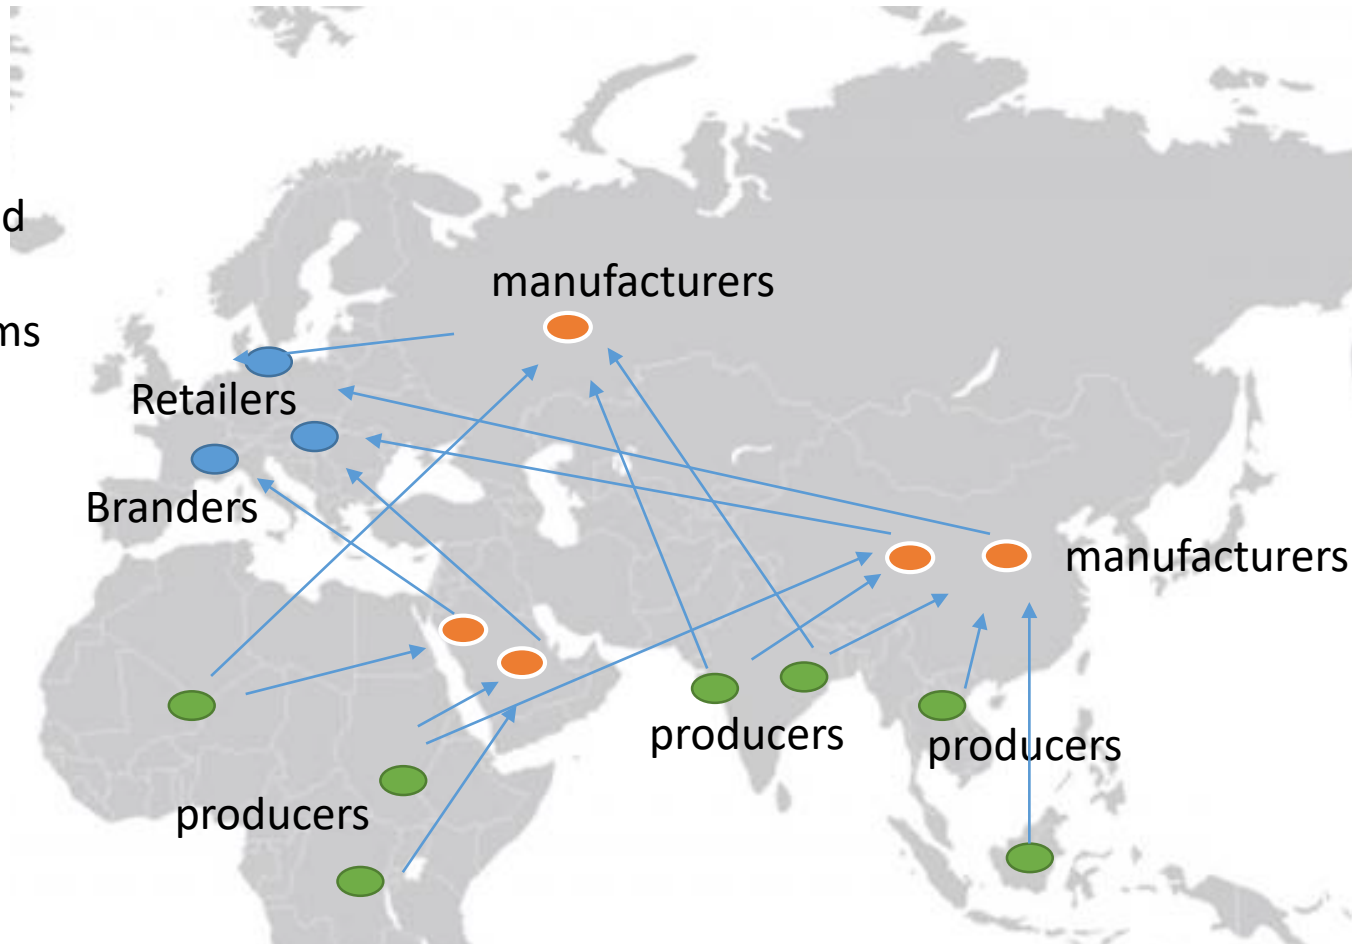 d
ms
manufacturers
Retailers
Branders
manufacturers
producers
producers
producers